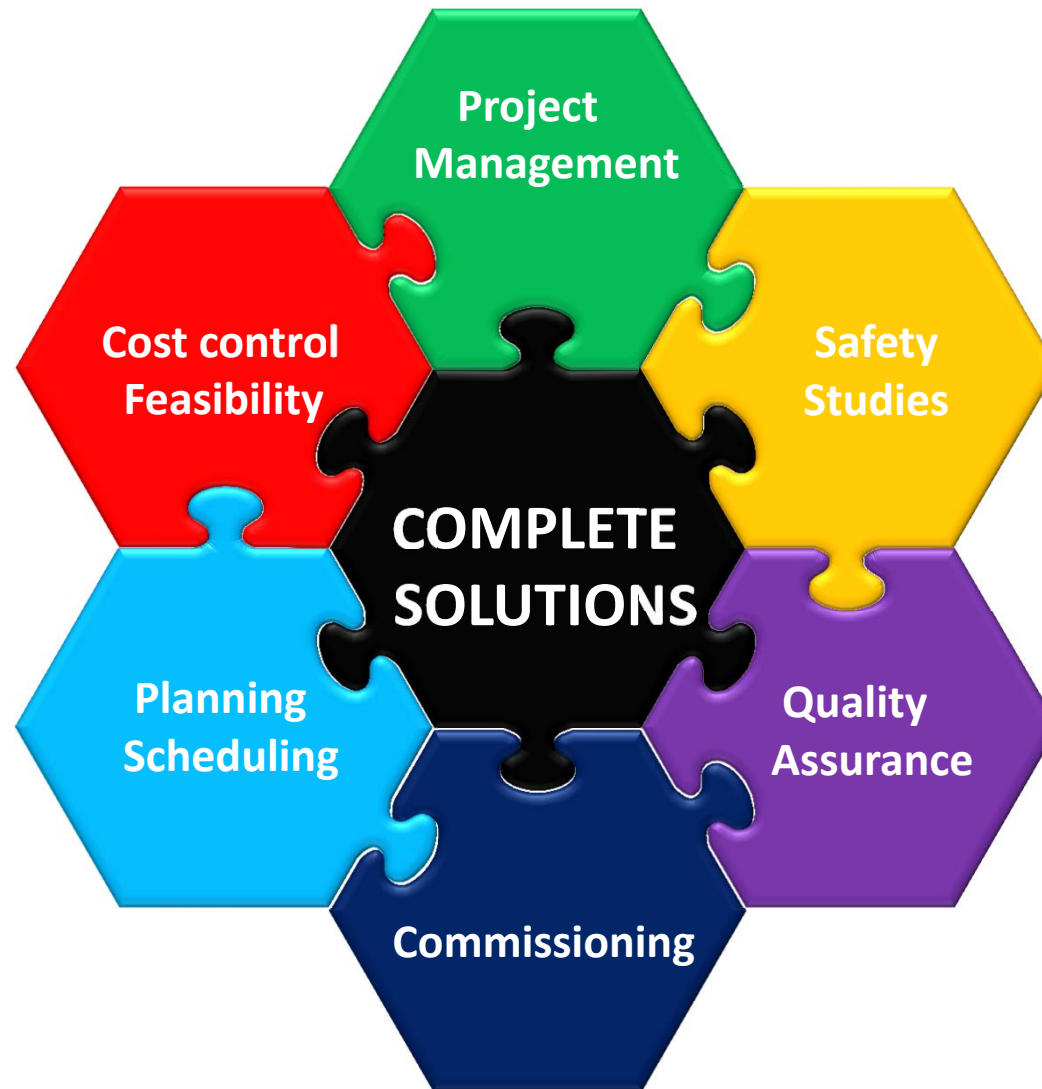 Project
Management
Cost control
Feasibility
Safety
Studies
COMPLETE
SOLUTIONS
Planning
Scheduling
Quality
Assurance
Commissioning